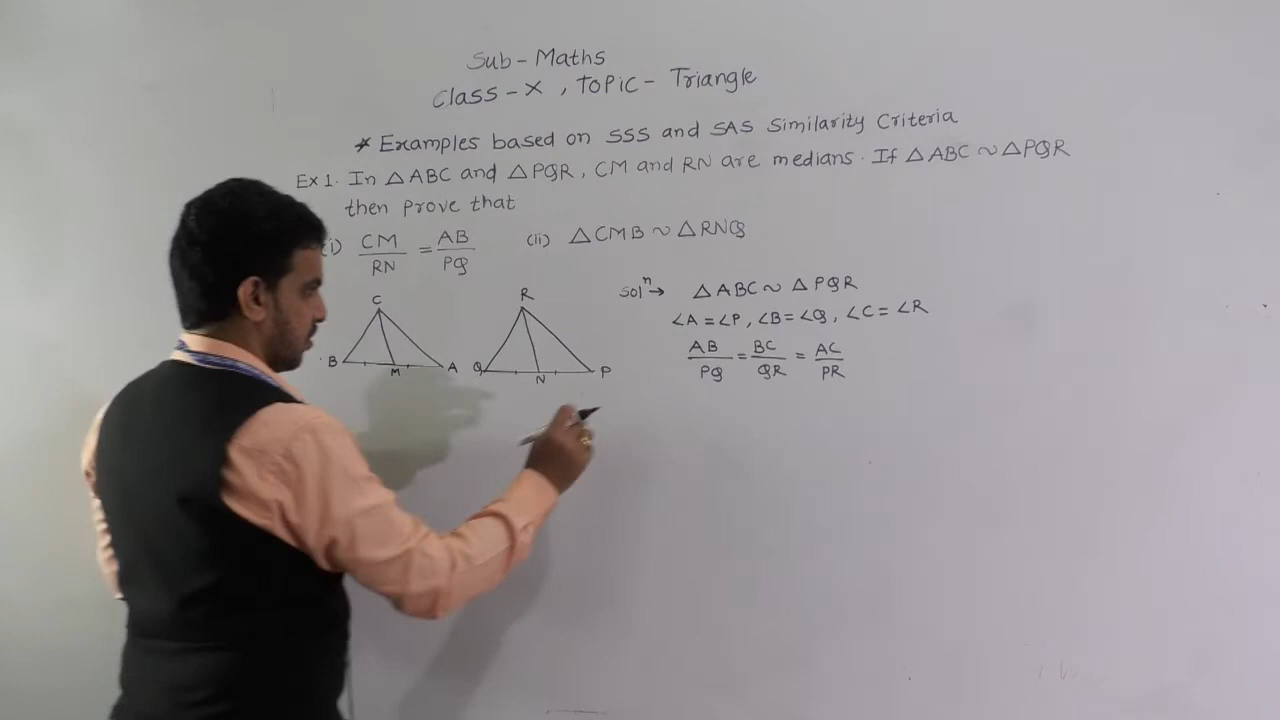 Sub - Maths
Class - X , Topic - Triangle
* Examples based on SSS and SAS Similarity Criteria
Ex 1. In △ABC and △PQR, CM and RN are medians. If △ABC ~ △PQR
then prove that
i) CM/RN = AB/PQ (ii) △CMB ~ △RNQ
C
B M A
R
Q N P
Solⁿ→ △ABC ~ △PQR
∠A = ∠P, ∠B = ∠Q, ∠C = ∠R
AB/PQ = BC/QR = AC/PR